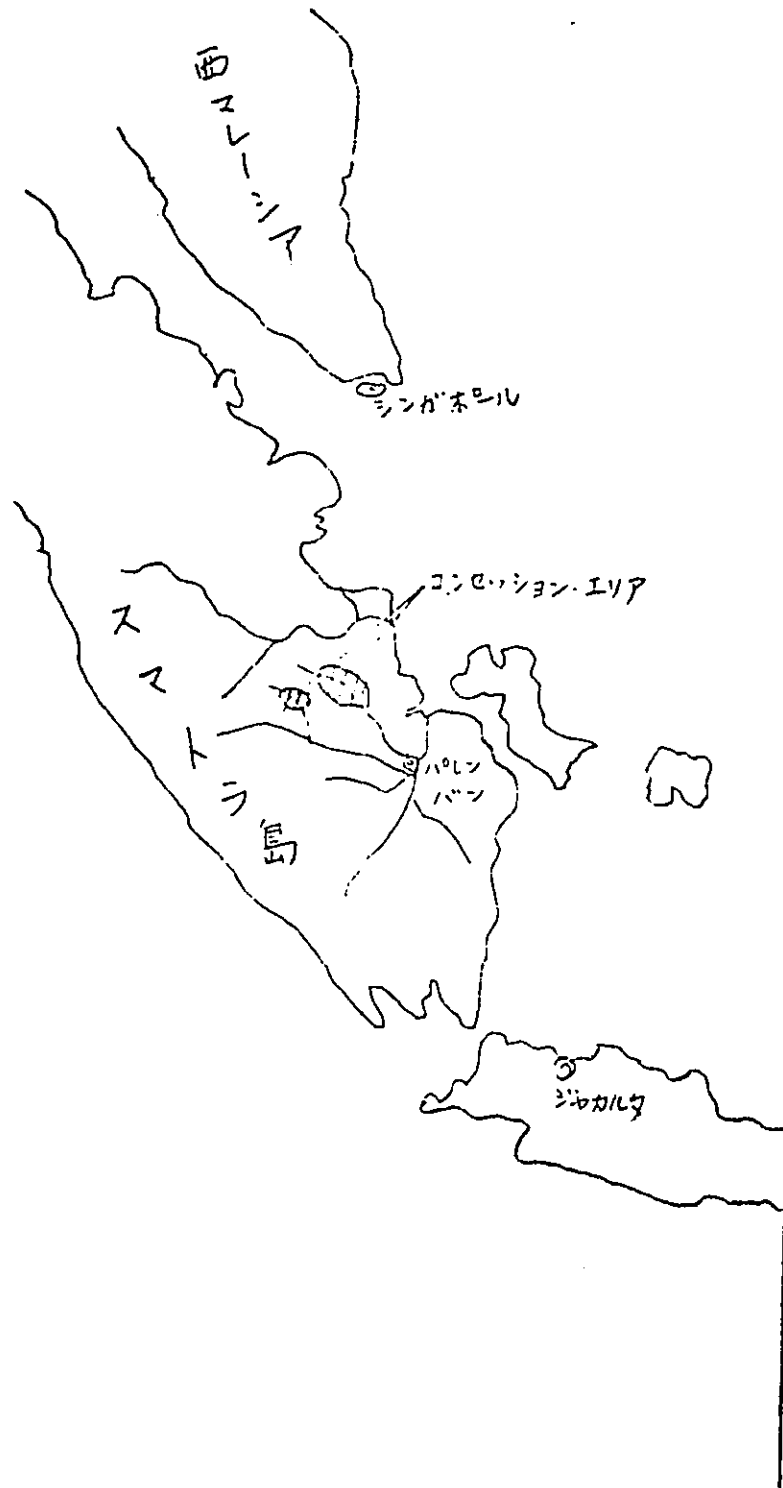 西マレーシア
シンガポール
コンセッション・エリア
スマトラ島
パレン
バン
ジャカルタ